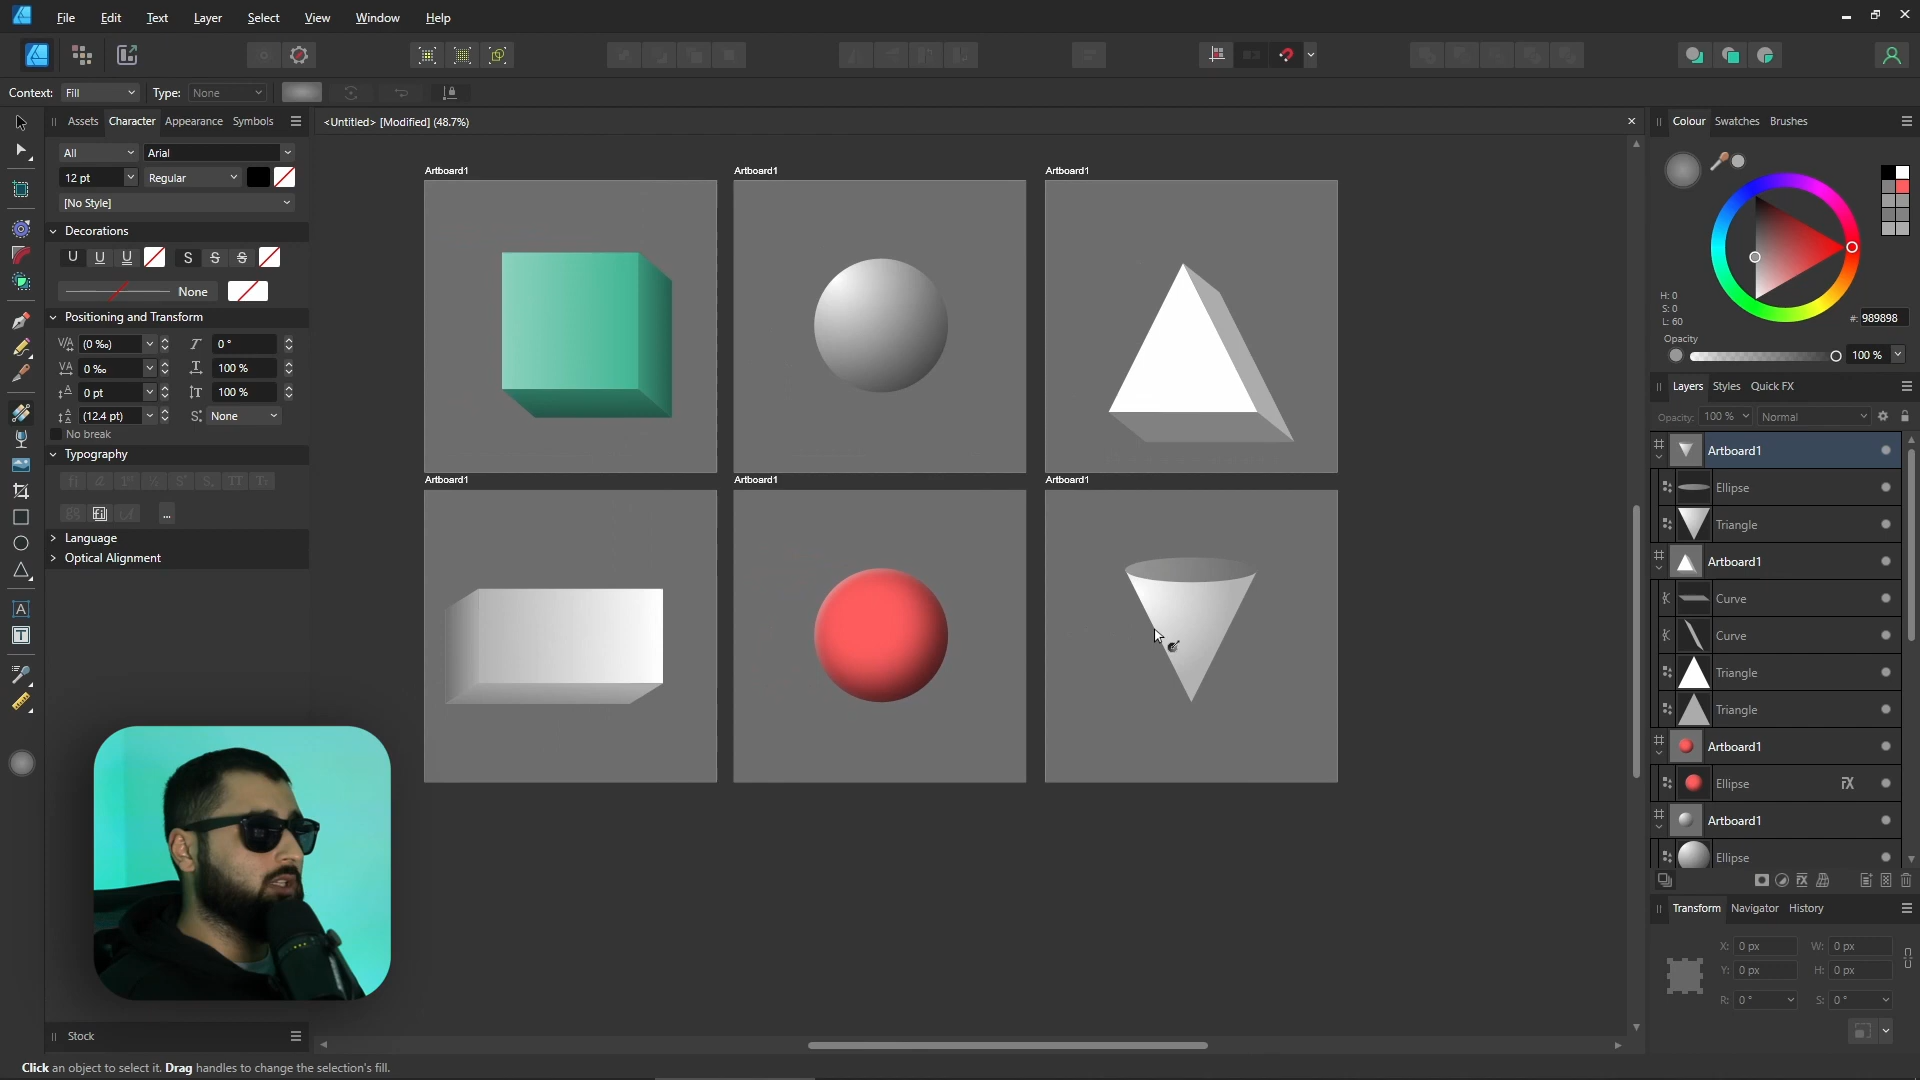 File Edit Text Layer Select View Window Help
Context: Fill Type: None
Assets Character Appearance Symbols
<Untitled> [Modified] (48.7%)
Colour Swatches Brushes
All Arial
12 pt Regular
[No Style]
Decorations
U U U S S S
None
Positioning and Transform
(0 ‰) 0 °
0 ‰ 100 %
0 pt 100 %
(12.4 pt) S: None
No break
Typography
...
Language
Optical Alignment
Artboard1 Artboard1 Artboard1
Artboard1 Artboard1 Artboard1
H: 0
S: 0
L: 60
#: 989898
Opacity
100 %
Layers Styles Quick FX
Opacity: 100 % Normal
Artboard1
Ellipse
Triangle
Artboard1
Curve
Curve
Triangle
Triangle
Artboard1
Ellipse
Artboard1
Ellipse
Transform Navigator History
X: 0 px W: 0 px
Y: 0 px H: 0 px
R: 0 ° S: 0 °
Stock
Click an object to select it. Drag handles to change the selection's fill.